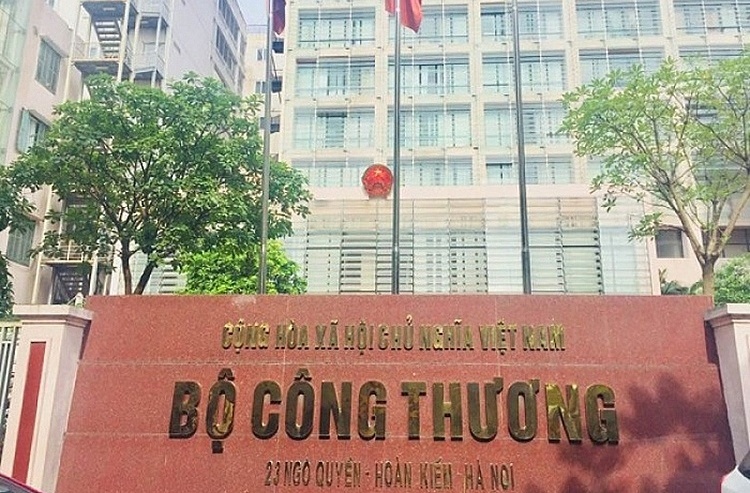 CỘNG HÒA XÃ HỘI CHỦ NGHĨA VIỆT NAM
BỘ CÔNG THƯƠNG
23 NGÔ QUYỀN - HOÀN KIẾM - HÀ NỘI